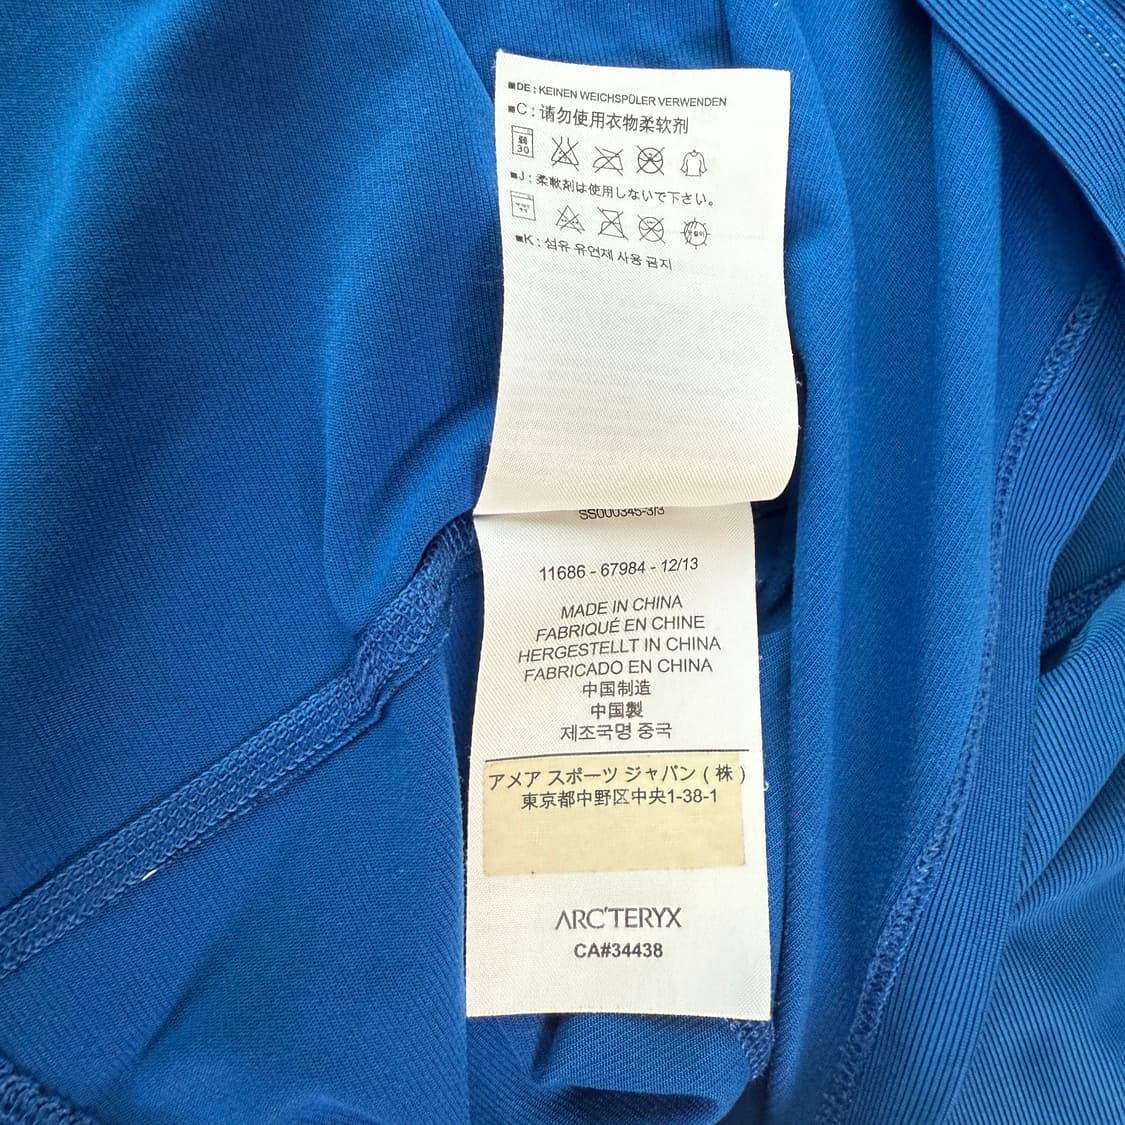 ■DE : KEINEN WEICHSPÜLER VERWENDEN
■C : 请勿使用衣物柔软剂
弱
30
■J : 柔軟剤は使用しないで下さい。
■K : 섬유 유연제 사용 금지
SS000345-3/3
11686 - 67984 - 12/13
MADE IN CHINA
FABRIQUÉ EN CHINE
HERGESTELLT IN CHINA
FABRICADO EN CHINA
中国制造
中国製
제조국명 중국
アメア スポーツ ジャパン ( 株 )
東京都中野区中央1-38-1
ARC'TERYX
CA#34438